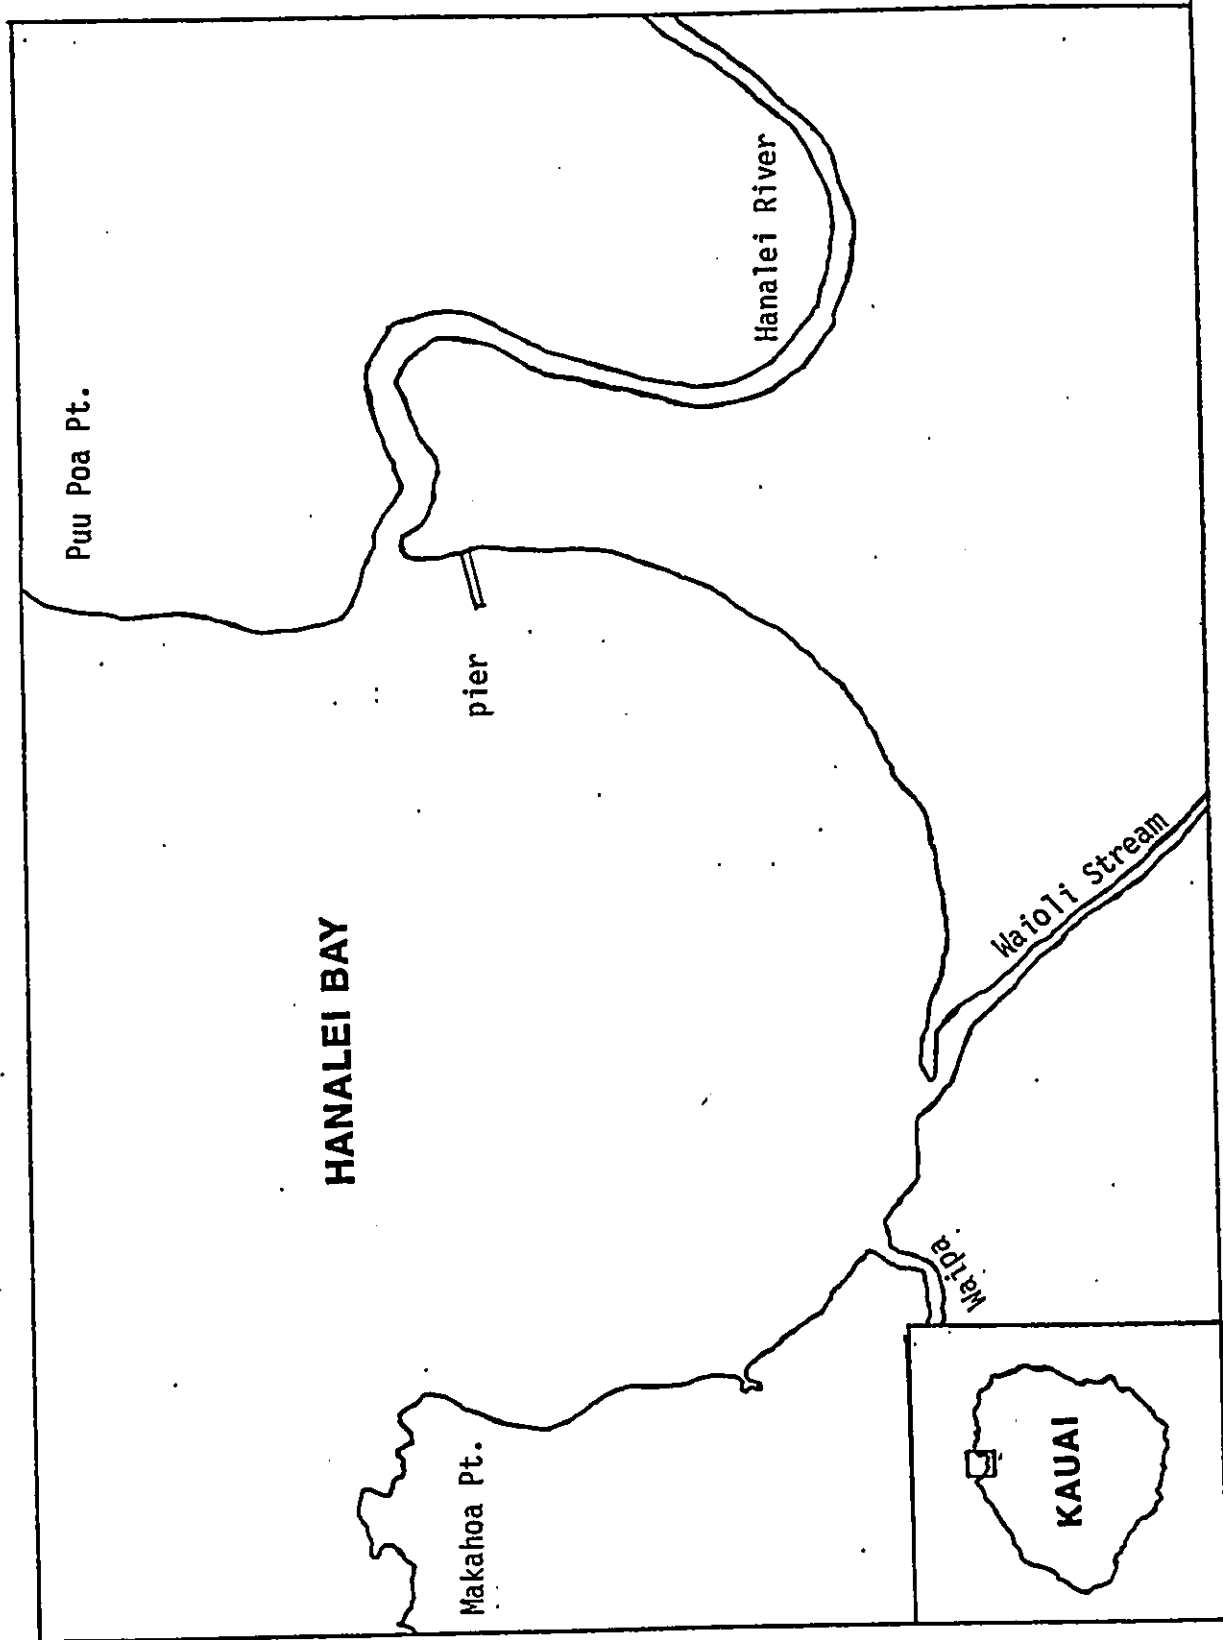 Puu Poa Pt.
Hanalei River
pier
HANALEI BAY
Waioli Stream
Waipa
Makahoa Pt.
KAUAI